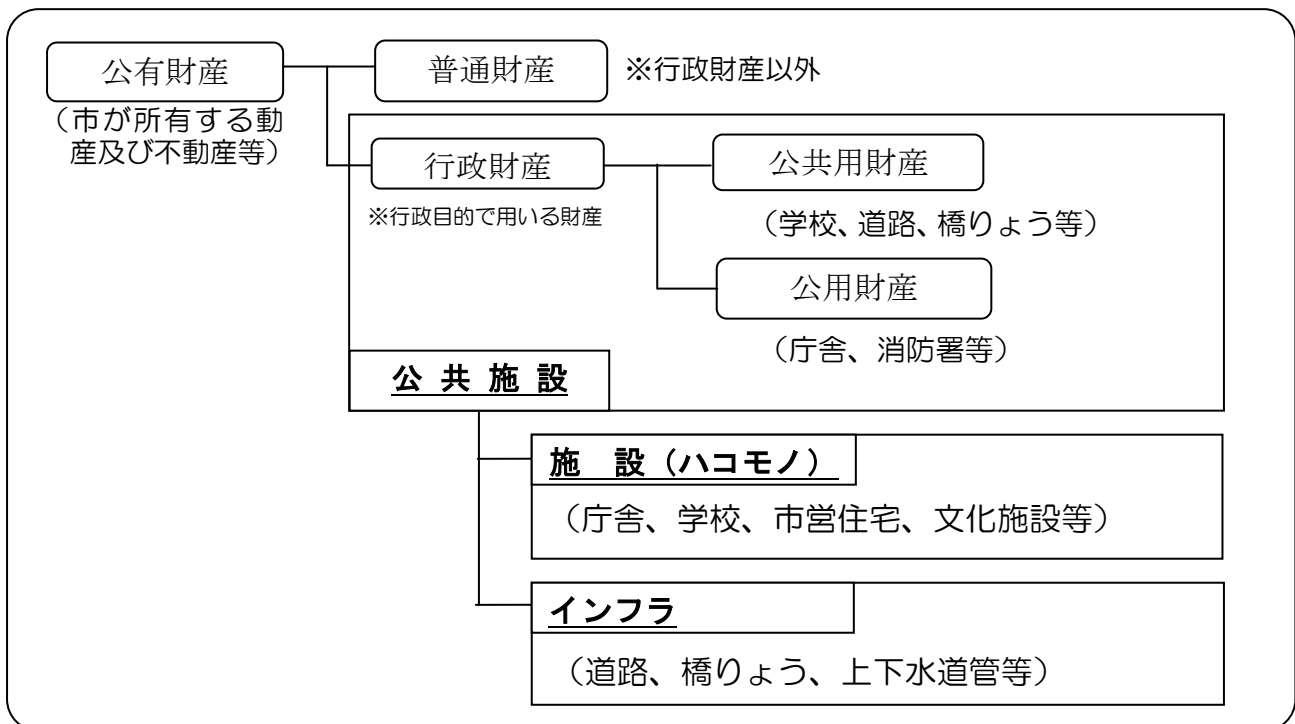 公有財産
普通財産
※行政財産以外
（市が所有する動
産及び不動産等）
行政財産
公共用財産
※行政目的で用いる財産
（学校、道路、橋りょう等）
公用財産
（庁舎、消防署等）
公 共 施 設
施　設（ハコモノ）
（庁舎、学校、市営住宅、文化施設等）
インフラ
（道路、橋りょう、上下水道管等）